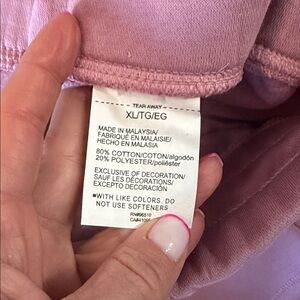 TEAR AWAY
XL/TG/EG
MADE IN MALAYSIA/
FABRIQUÉ EN MALAISIE/
HECHO EN MALASIA
80% COTTON/COTON/algodón
20% POLYESTER/poliéster
EXCLUSIVE OF DECORATION/
SAUF LES DÉCORATIONS/
EXCEPTO DECORACIÓN
■WITH LIKE COLORS. DO
NOT USE SOFTENERS